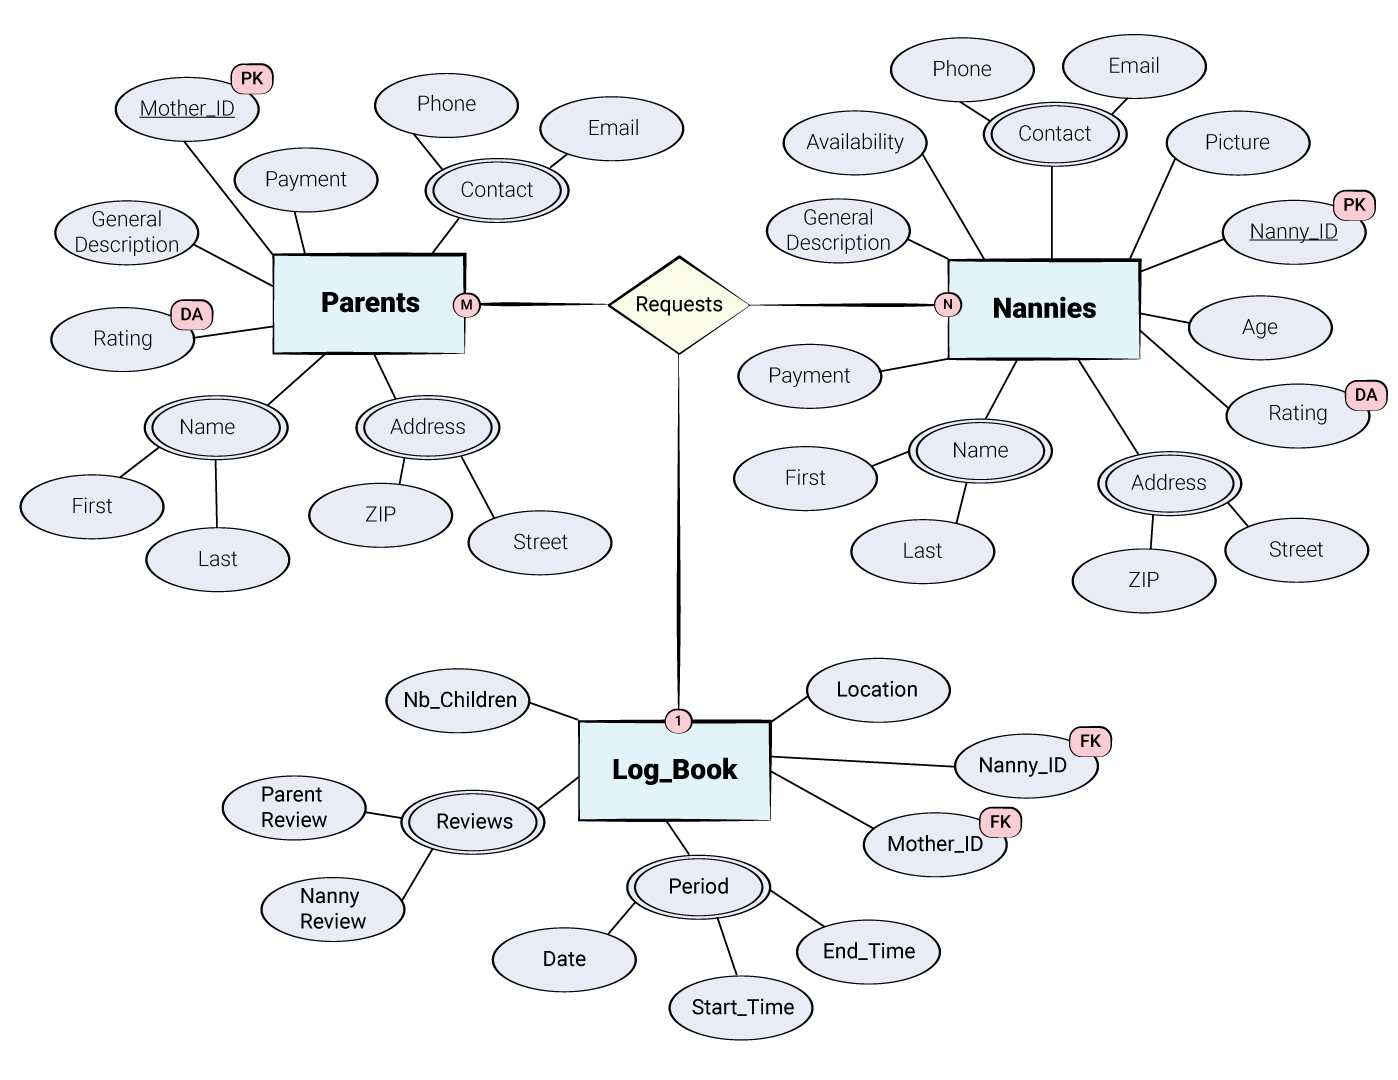 PK
Mother_ID
Phone
Email
Payment
Contact
General
Description
Parents
M
DA
Rating
Name
Address
First
ZIP
Last
Street
Requests
Phone
Email
Availability
Contact
Picture
PK
General
Description
Nanny_ID
N
Nannies
Age
Payment
DA
Rating
Name
First
Address
Last
Street
ZIP
Nb_Children
Location
1
Log_Book
FK
Nanny_ID
Parent
Review
Reviews
FK
Mother_ID
Nanny
Review
Period
Date
End_Time
Start_Time